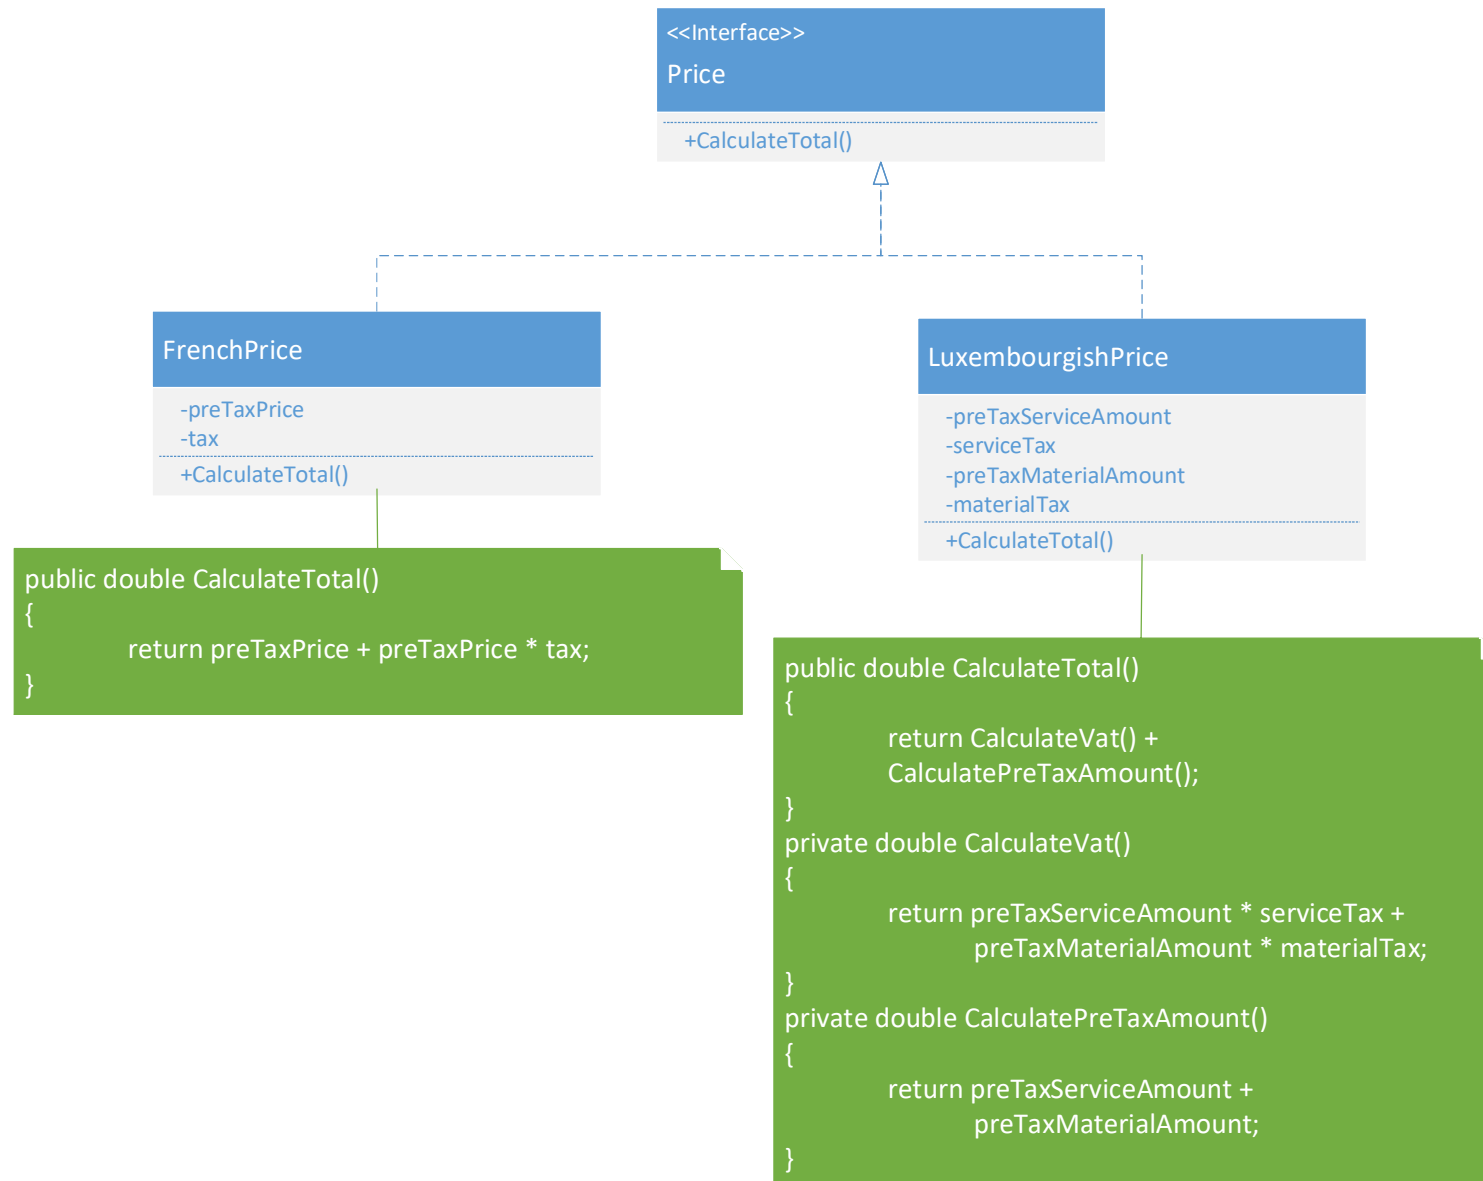 <<Interface>>
Price
+CalculateTotal()
FrenchPrice
-preTaxPrice
-tax
+CalculateTotal()
public double CalculateTotal()
{
return preTaxPrice + preTaxPrice * tax;
}
LuxembourgishPrice
-preTaxServiceAmount
-serviceTax
-preTaxMaterialAmount
-materialTax
+CalculateTotal()
public double CalculateTotal()
{
return CalculateVat() +
CalculatePreTaxAmount();
}
private double CalculateVat()
{
return preTaxServiceAmount * serviceTax +
preTaxMaterialAmount * materialTax;
}
private double CalculatePreTaxAmount()
{
return preTaxServiceAmount +
preTaxMaterialAmount;
}